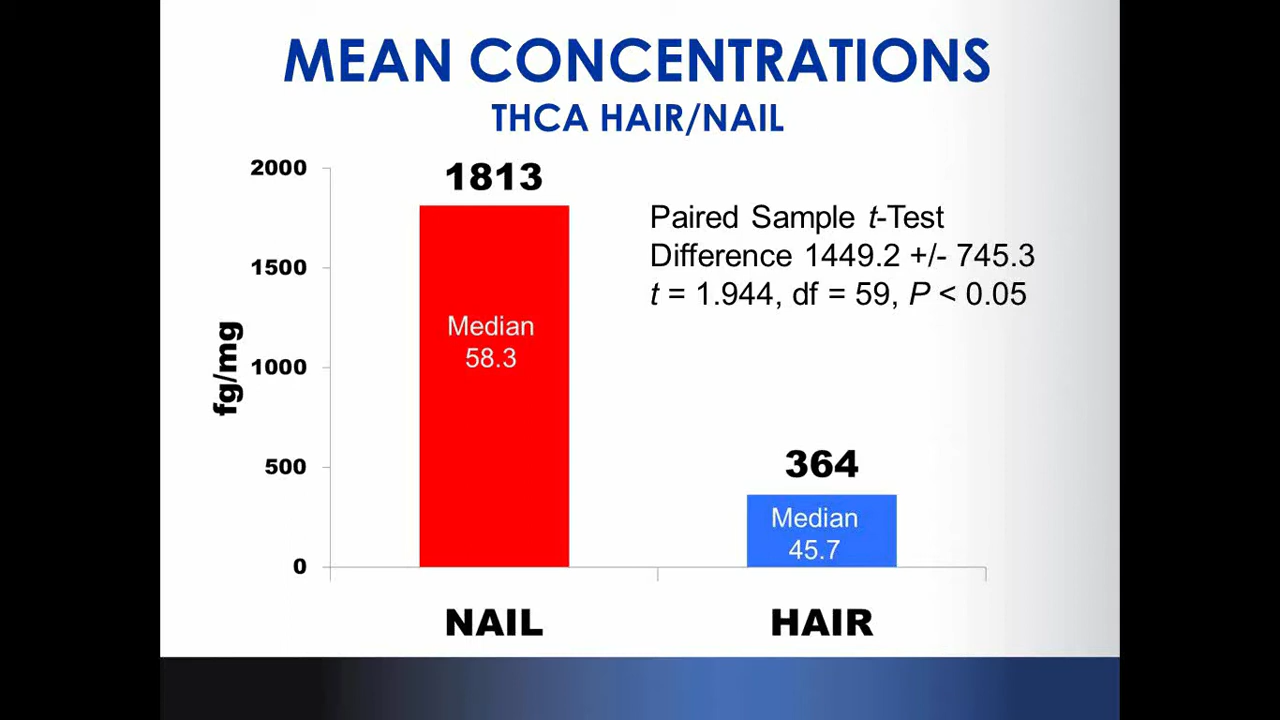 MEAN CONCENTRATIONS
THCA HAIR/NAIL
2000
1500
1000
500
0
fg/mg
1813
Median
58.3
364
Median
45.7
Paired Sample t-Test
Difference 1449.2 +/- 745.3
t = 1.944, df = 59, P < 0.05
NAIL
HAIR